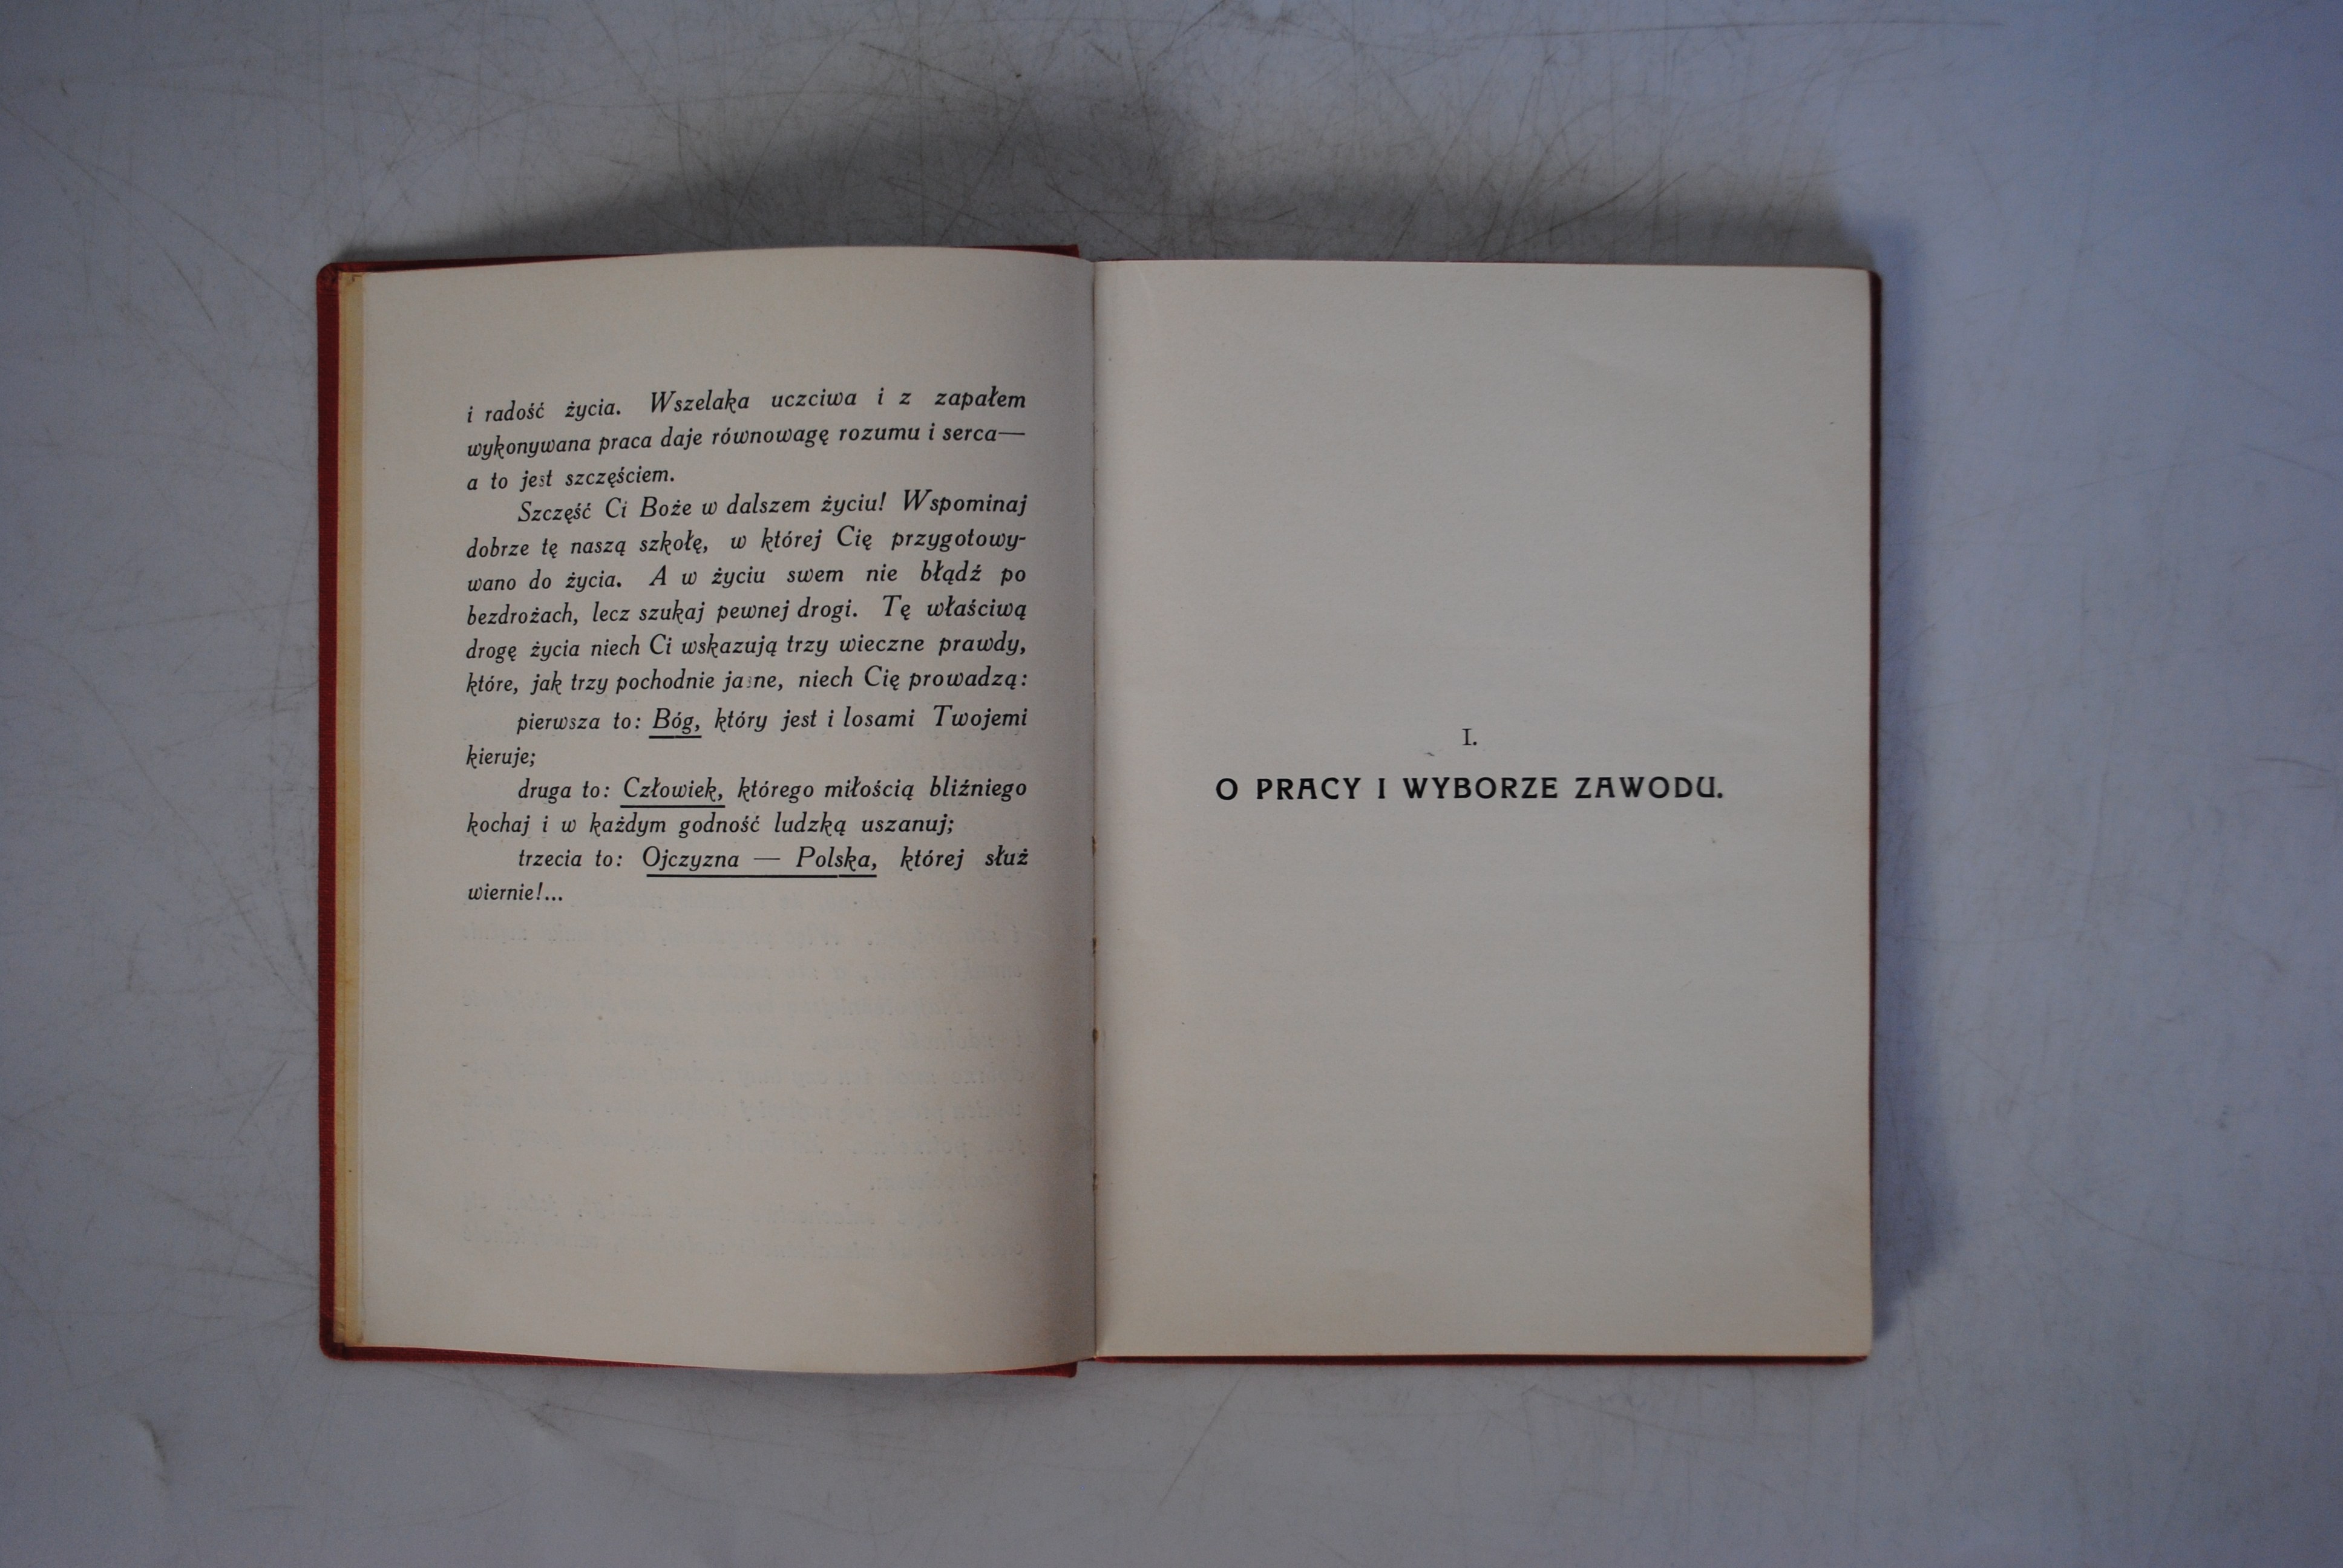 i radość życia. Wszelaka uczciwa i z zapałem
wykonywana praca daje równowagę rozumu i serca—
a to jest szczęściem.
Szczęść Ci Boże w dalszem życiu! Wspominaj
dobrze tę naszą szkołę, w której Cię przygotowy-
wano do życia. A w życiu swem nie błądź po
bezdrożach, lecz szukaj pewnej drogi. Tę właściwą
drogę życia niech Ci wskazują trzy wieczne prawdy,
które, jak trzy pochodnie jasne, niech Cię prowadzą:
pierwsza to: Bóg, który jest i losami Twojemi
kieruje;
druga to: Człowiek, którego miłością bliźniego
kochaj i w każdym godność ludzką uszanuj;
trzecia to: Ojczyzna — Polska, której służ
wiernie!...
I.
O PRACY I WYBORZE ZAWODU.